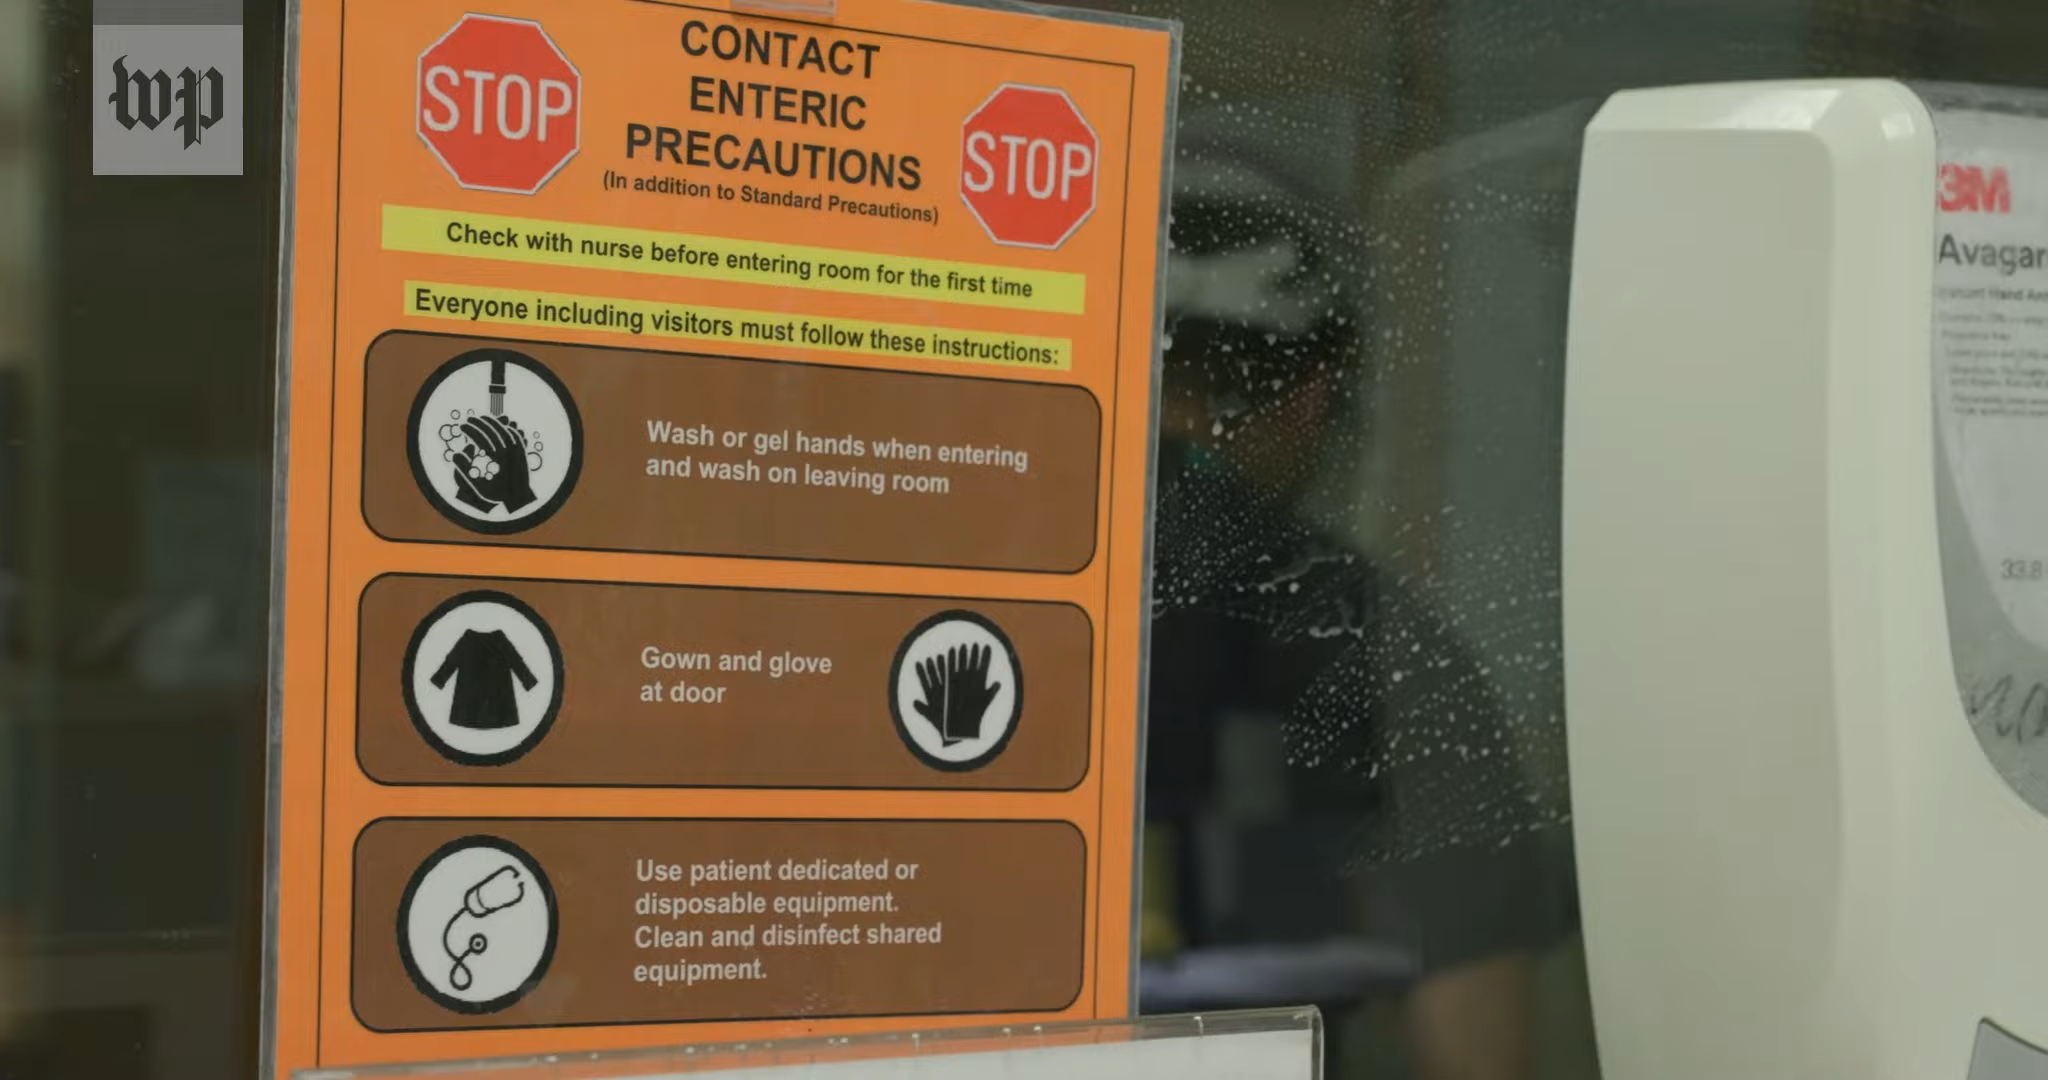 wp
STOP
CONTACT
ENTERIC
PRECAUTIONS
(In addition to Standard Precautions)
STOP
Check with nurse before entering room for the first time
Everyone including visitors must follow these instructions:
Wash or gel hands when entering
and wash on leaving room
Gown and glove
at door
Use patient dedicated or
disposable equipment.
Clean and disinfect shared
equipment.
3M
Avagar
33.8